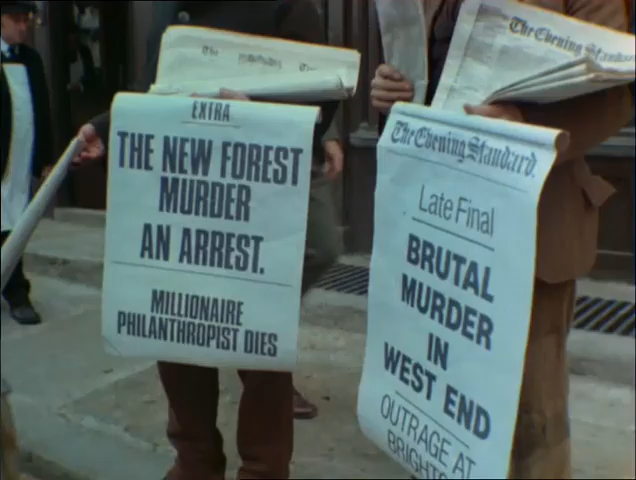 The Evening Standard
EXTRA
THE NEW FOREST
MURDER
AN ARREST.
MILLIONAIRE
PHILANTHROPIST DIES
The Evening Standard.
Late Final
BRUTAL
MURDER
IN
WEST END
OUTRAGE AT